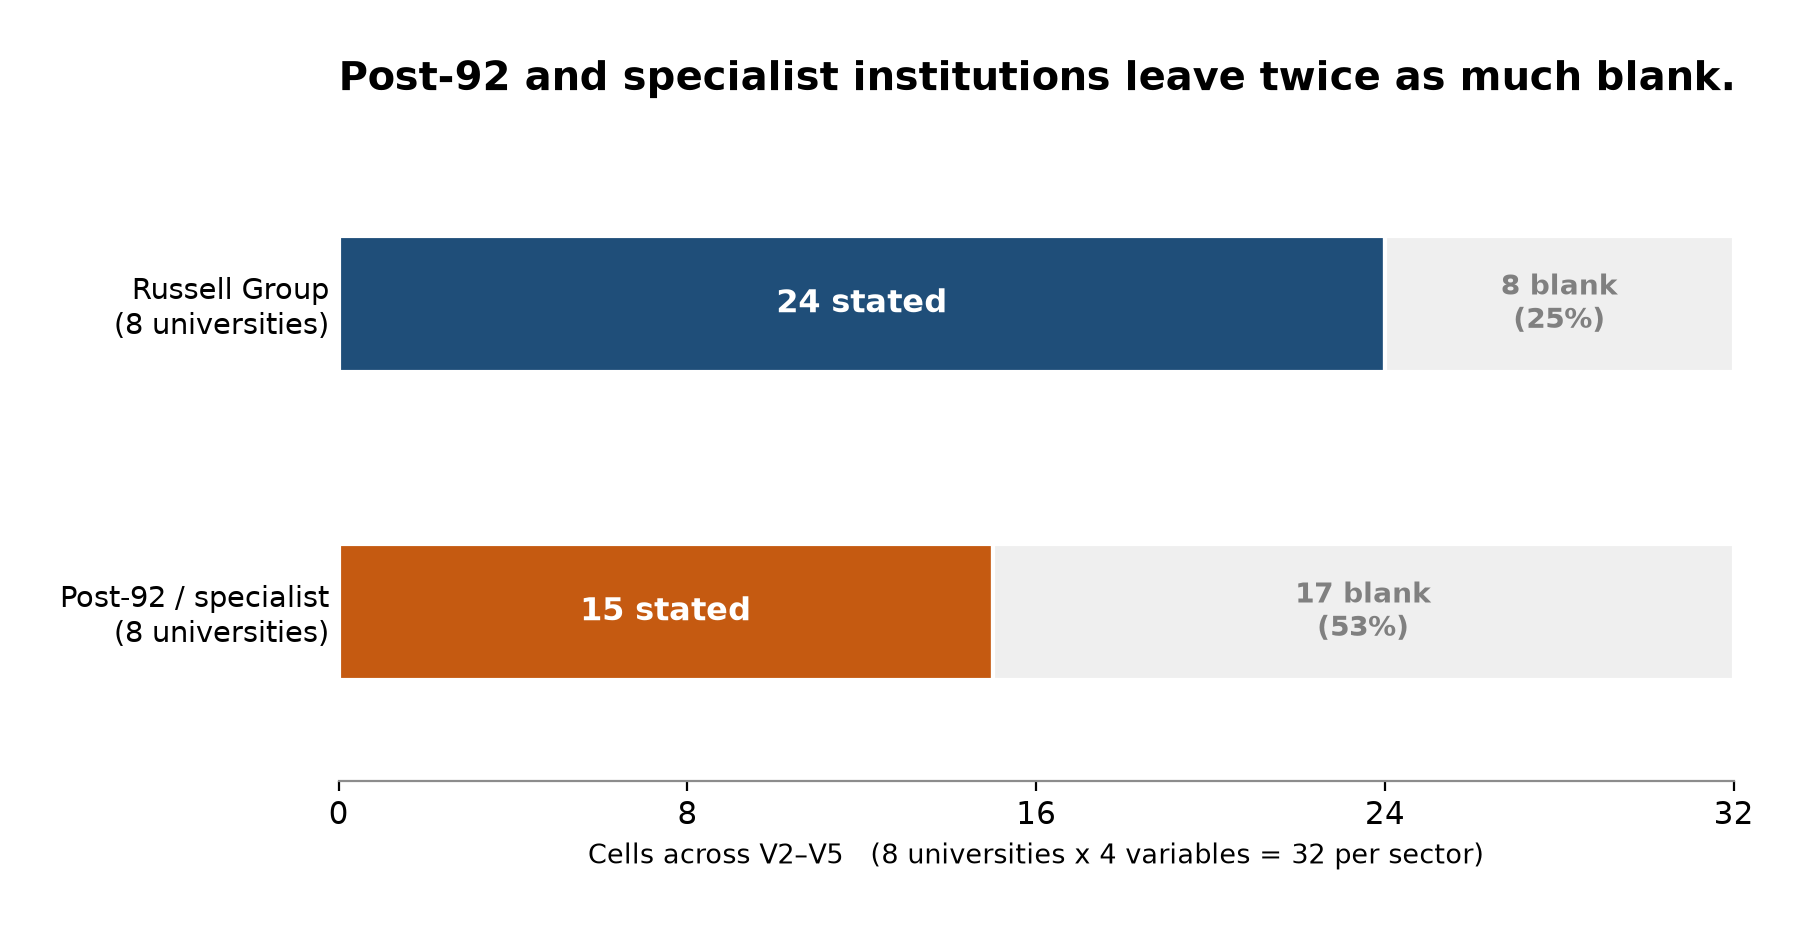 Post-92 and specialist institutions leave twice as much blank.
Russell Group
(8 universities)
24 stated
8 blank
(25%)
Post-92 / specialist
(8 universities)
15 stated
17 blank
(53%)
0 8 16 24 32
Cells across V2–V5   (8 universities x 4 variables = 32 per sector)